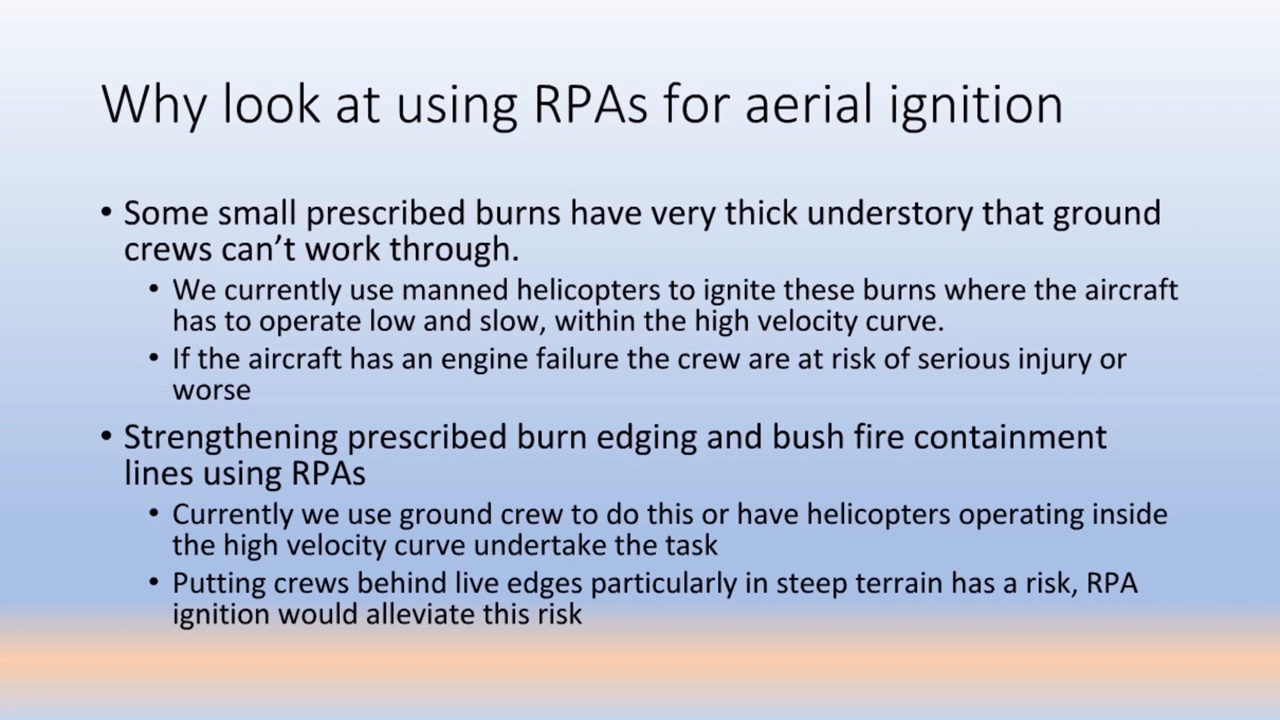 Why look at using RPAs for aerial ignition
• Some small prescribed burns have very thick understory that ground
crews can’t work through.
• We currently use manned helicopters to ignite these burns where the aircraft
has to operate low and slow, within the high velocity curve.
• If the aircraft has an engine failure the crew are at risk of serious injury or
worse
• Strengthening prescribed burn edging and bush fire containment
lines using RPAs
• Currently we use ground crew to do this or have helicopters operating inside
the high velocity curve undertake the task
• Putting crews behind live edges particularly in steep terrain has a risk, RPA
ignition would alleviate this risk